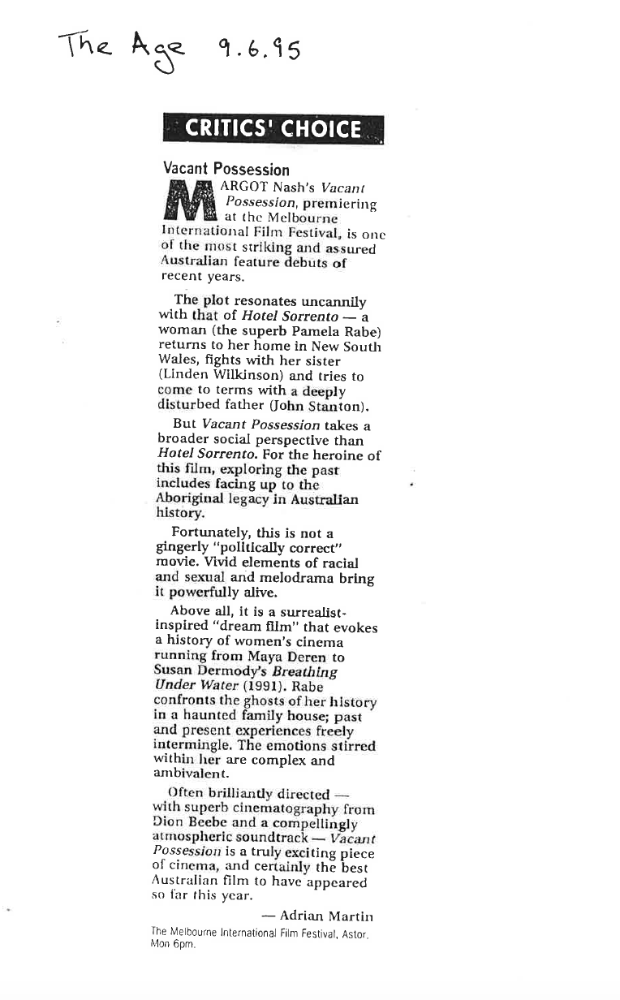 The Age 9.6.95
CRITICS' CHOICE
Vacant Possession
MARGOT Nash's Vacant
Possession, premiering
at the Melbourne
International Film Festival, is one
of the most striking and assured
Australian feature debuts of
recent years.
The plot resonates uncannily
with that of Hotel Sorrento — a
woman (the superb Pamela Rabe)
returns to her home in New South
Wales, fights with her sister
(Linden Wilkinson) and tries to
come to terms with a deeply
disturbed father (John Stanton).
But Vacant Possession takes a
broader social perspective than
Hotel Sorrento. For the heroine of
this film, exploring the past
includes facing up to the
Aboriginal legacy in Australian
history.
Fortunately, this is not a
gingerly "politically correct"
movie. Vivid elements of racial
and sexual and melodrama bring
it powerfully alive.
Above all, it is a surrealist-
inspired "dream film" that evokes
a history of women's cinema
running from Maya Deren to
Susan Dermody's Breathing
Under Water (1991). Rabe
confronts the ghosts of her history
in a haunted family house; past
and present experiences freely
intermingle. The emotions stirred
within her are complex and
ambivalent.
Often brilliantly directed —
with superb cinematography from
Dion Beebe and a compellingly
atmospheric soundtrack — Vacant
Possession is a truly exciting piece
of cinema, and certainly the best
Australian film to have appeared
so far this year.
— Adrian Martin
The Melbourne International Film Festival, Astor.
Mon 6pm.